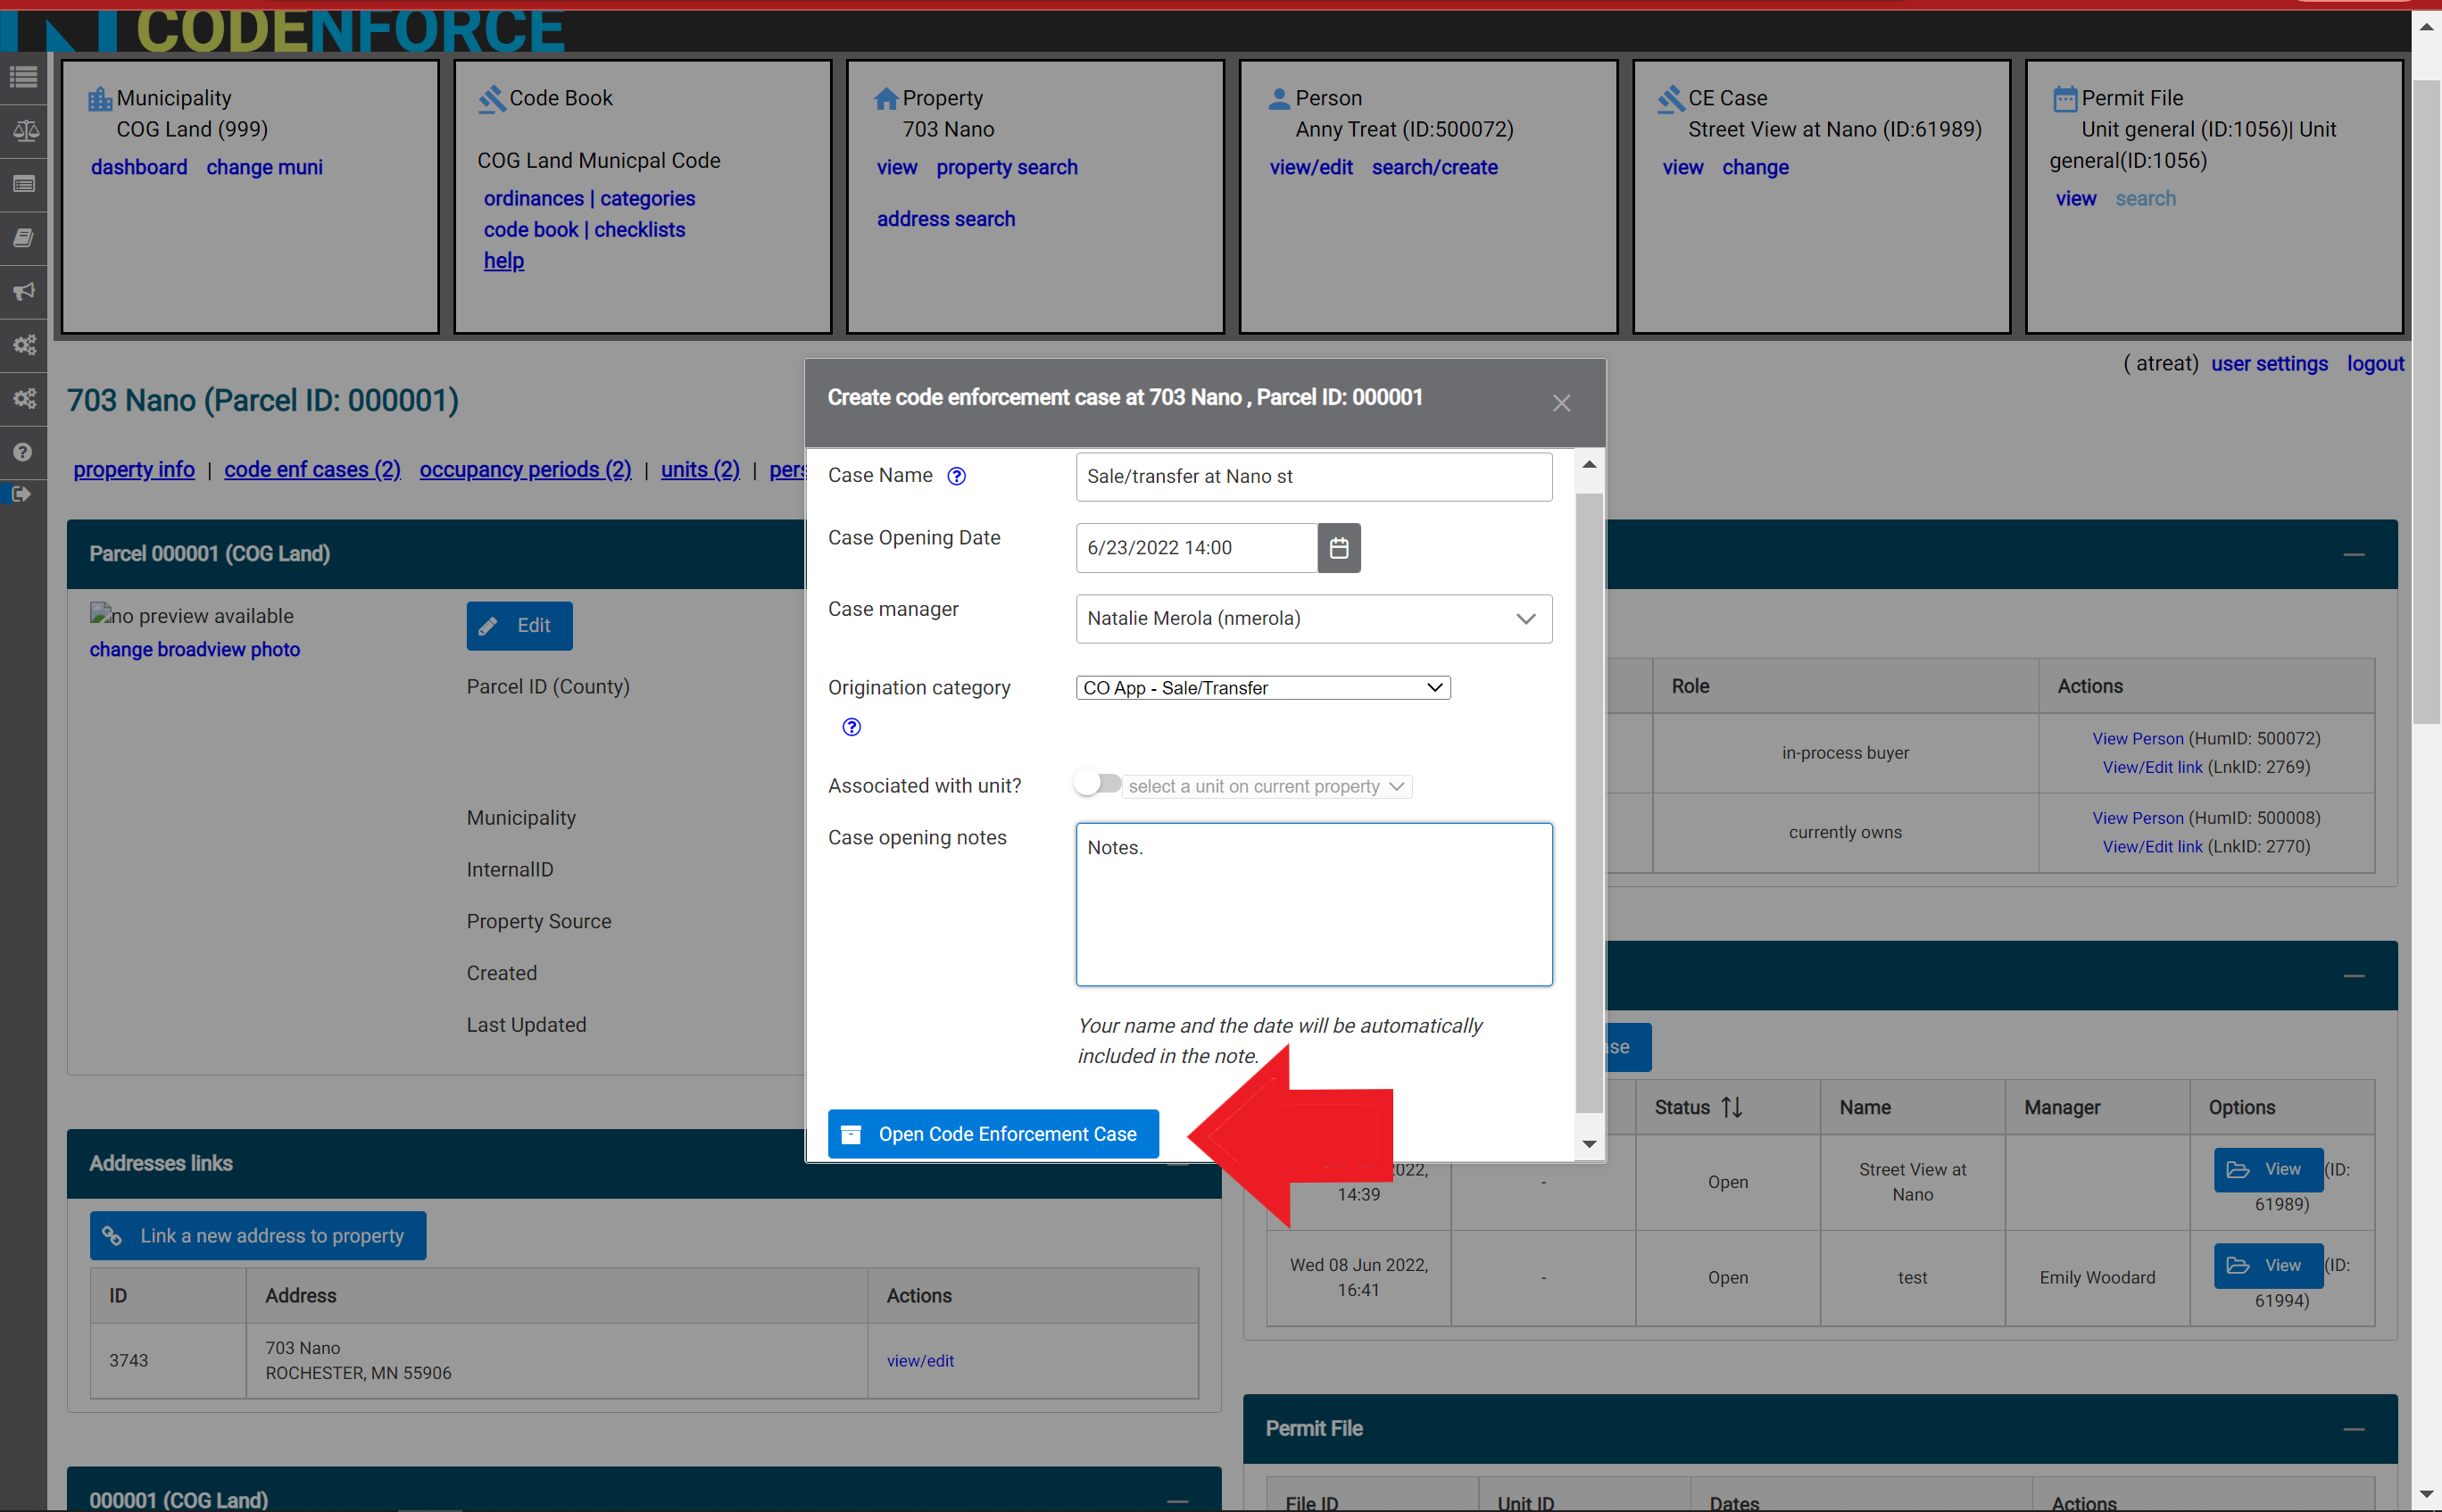 CODENFORCE
Municipality
COG Land (999)
dashboard change muni
Code Book
COG Land Municpal Code
ordinances | categories
code book | checklists
help
Property
703 Nano
view property search
address search
Person
Anny Treat (ID:500072)
view/edit search/create
CE Case
Street View at Nano (ID:61989)
view change
Permit File
Unit general (ID:1056)| Unit
general(ID:1056)
view search
( atreat) user settings logout
703 Nano (Parcel ID: 000001)
property info | code enf cases (2) occupancy periods (2) | units (2) | pers
Parcel 000001 (COG Land)
no preview available
change broadview photo
Edit
Parcel ID (County)
Municipality
InternalID
Property Source
Created
Last Updated
Create code enforcement case at 703 Nano , Parcel ID: 000001
Case Name ? Sale/transfer at Nano st
Case Opening Date 6/23/2022 14:00
Case manager Natalie Merola (nmerola)
Origination category CO App - Sale/Transfer
?
Associated with unit? select a unit on current property
Case opening notes Notes.
Your name and the date will be automatically
included in the note.
Open Code Enforcement Case
Role Actions
in-process buyer View Person (HumID: 500072)
View/Edit link (LnkID: 2769)
currently owns View Person (HumID: 500008)
View/Edit link (LnkID: 2770)
ase
Status Name Manager Options
022,
14:39 - Open Street View at
Nano View (ID:
61989)
Wed 08 Jun 2022,
16:41 - Open test Emily Woodard View (ID:
61994)
Addresses links
Link a new address to property
ID Address Actions
3743 703 Nano
ROCHESTER, MN 55906 view/edit
Permit File
File ID Unit ID Dates Actions
000001 (COG Land)